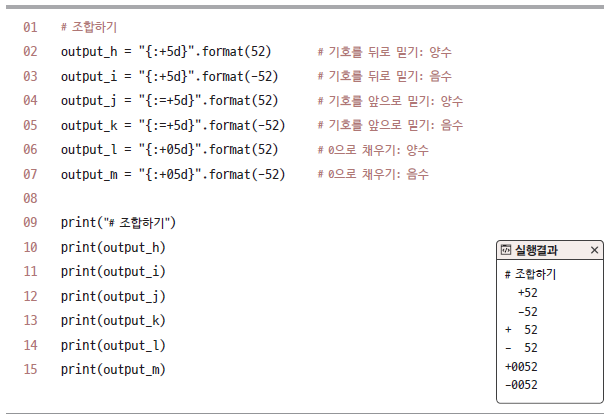 01 # 조합하기
02 output_h = "{:+5d}".format(52) # 기호를 뒤로 밀기: 양수
03 output_i = "{:+5d}".format(-52) # 기호를 뒤로 밀기: 음수
04 output_j = "{:=+5d}".format(52) # 기호를 앞으로 밀기: 양수
05 output_k = "{:=+5d}".format(-52) # 기호를 앞으로 밀기: 음수
06 output_l = "{:+05d}".format(52) # 0으로 채우기: 양수
07 output_m = "{:+05d}".format(-52) # 0으로 채우기: 음수
08
09 print("# 조합하기")
10 print(output_h)
11 print(output_i)
12 print(output_j)
13 print(output_k)
14 print(output_l)
15 print(output_m)
실행결과 ×
# 조합하기
  +52
  -52
+  52
-  52
+0052
-0052